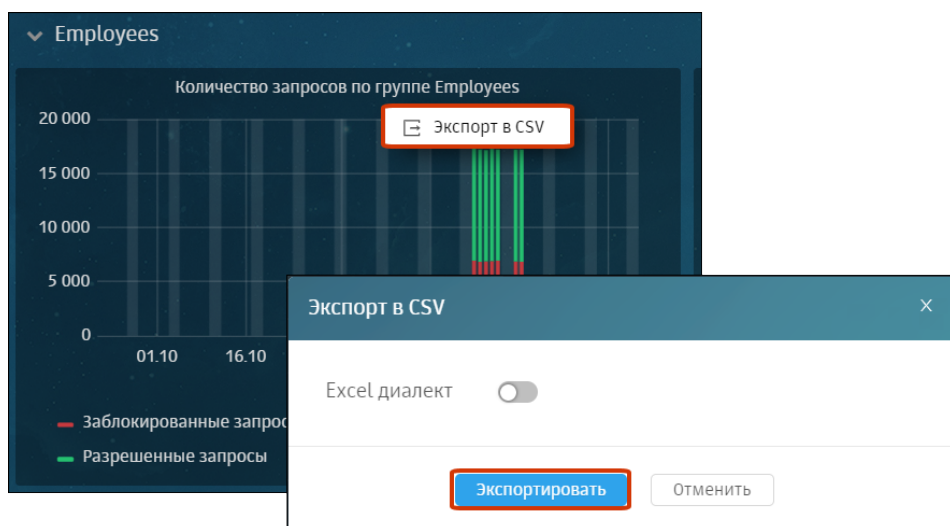 Employees
Количество запросов по группе Employees
Экспорт в CSV
20 000
15 000
10 000
5 000
0
01.10 16.10
Заблокированные запрос
Разрешенные запросы
Экспорт в CSV
Excel диалект
Экспортировать Отменить